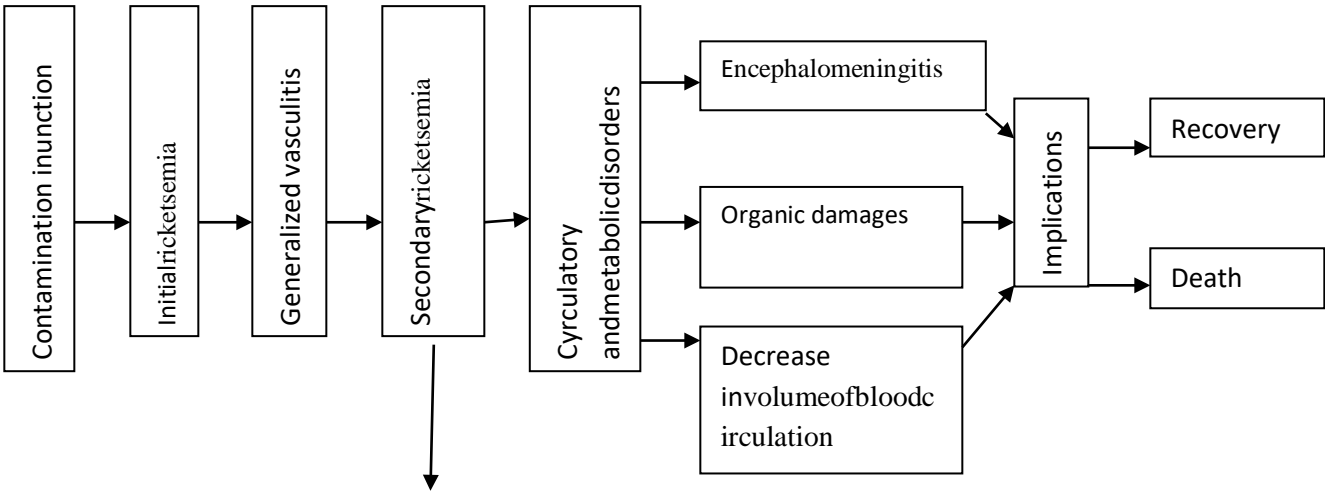 Contamination inunction
Initialricketsemia
Generalized vasculitis
Secondaryricketsemia
Cyrculatory
andmetabolicdisorders
Encephalomeningitis
Organic damages
Decrease
involumeofbloodc
irculation
Implications
Recovery
Death